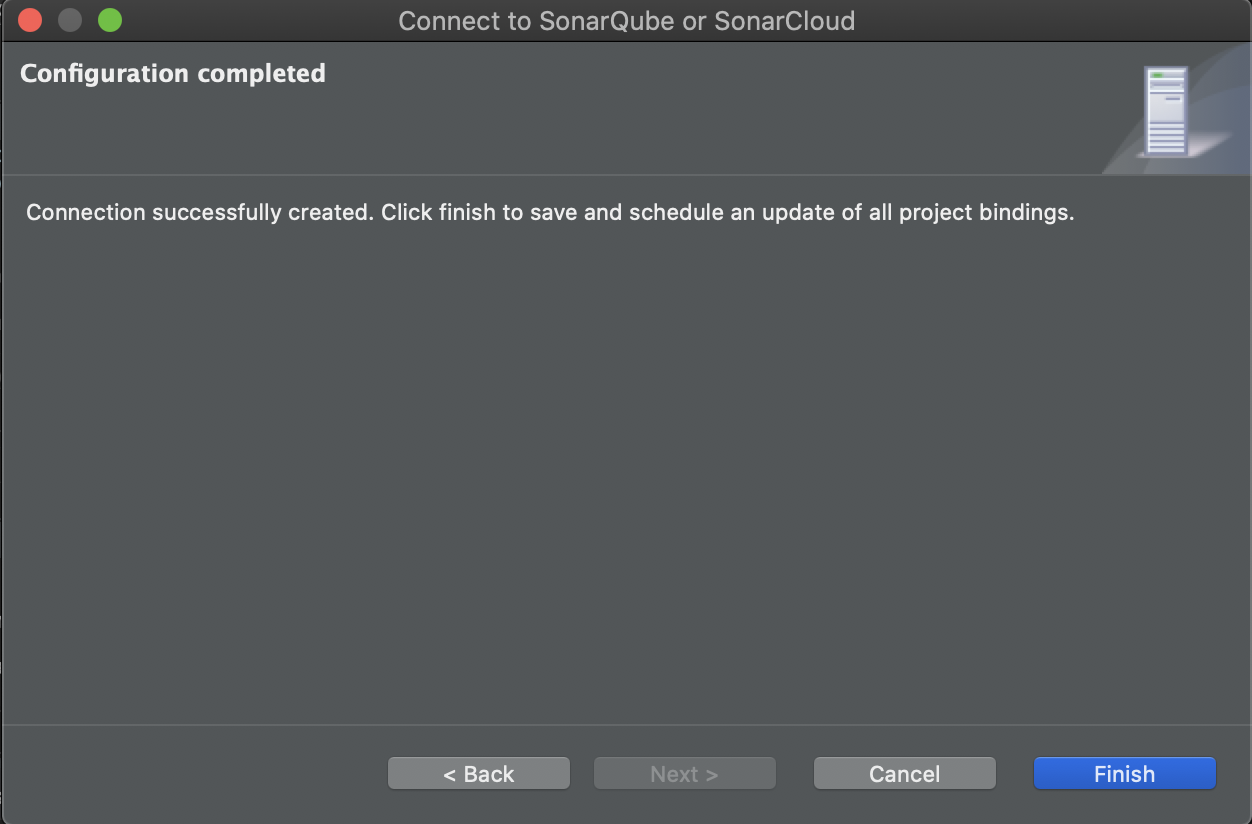 Connect to SonarQube or SonarCloud
Configuration completed
Connection successfully created. Click finish to save and schedule an update of all project bindings.
< Back
Next >
Cancel
Finish